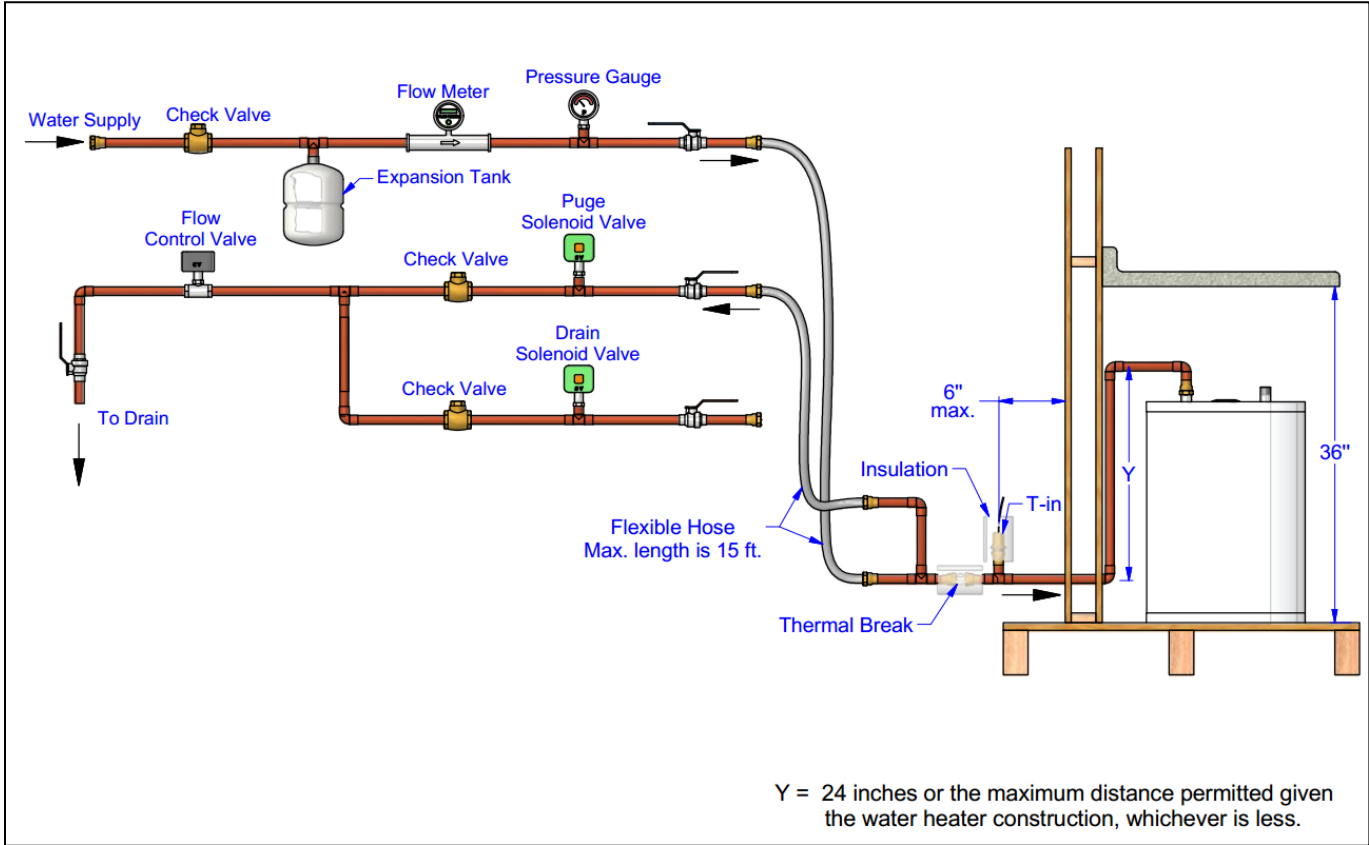 Water Supply
Check Valve
Flow Meter
Pressure Gauge
Expansion Tank
Flow
Control Valve
Check Valve
Puge
Solenoid Valve
To Drain
Check Valve
Drain
Solenoid Valve
Flexible Hose
Max. length is 15 ft.
Insulation
T-in
Thermal Break
6"
max.
Y
36"
Y = 24 inches or the maximum distance permitted given
the water heater construction, whichever is less.